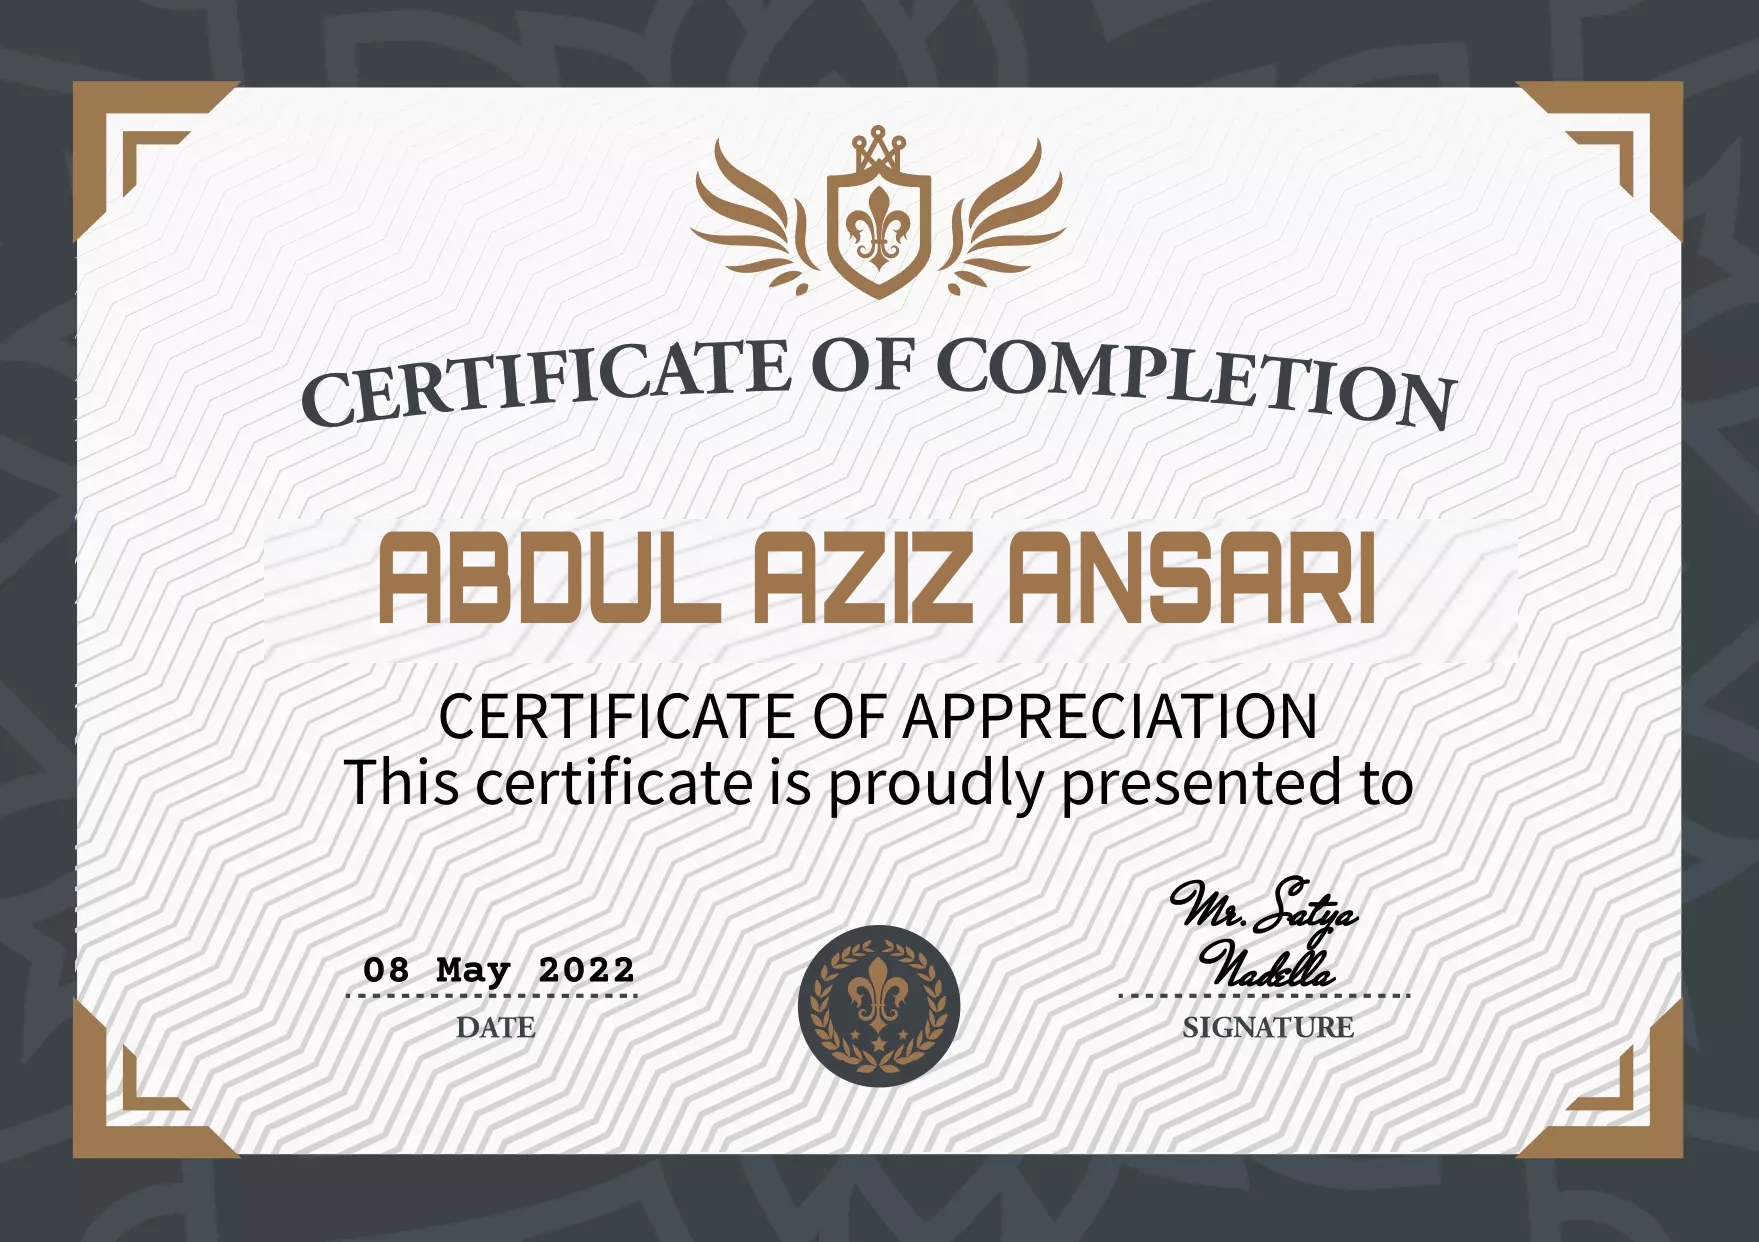 CERTIFICATE OF COMPLETION
ABDUL AZIZ ANSARI
CERTIFICATE OF APPRECIATION
This certificate is proudly presented to
Mr. Satya
Nadella
08 May 2022
DATE
SIGNATURE